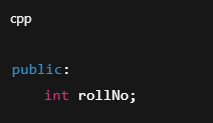 cpp
public:
    int rollNo;